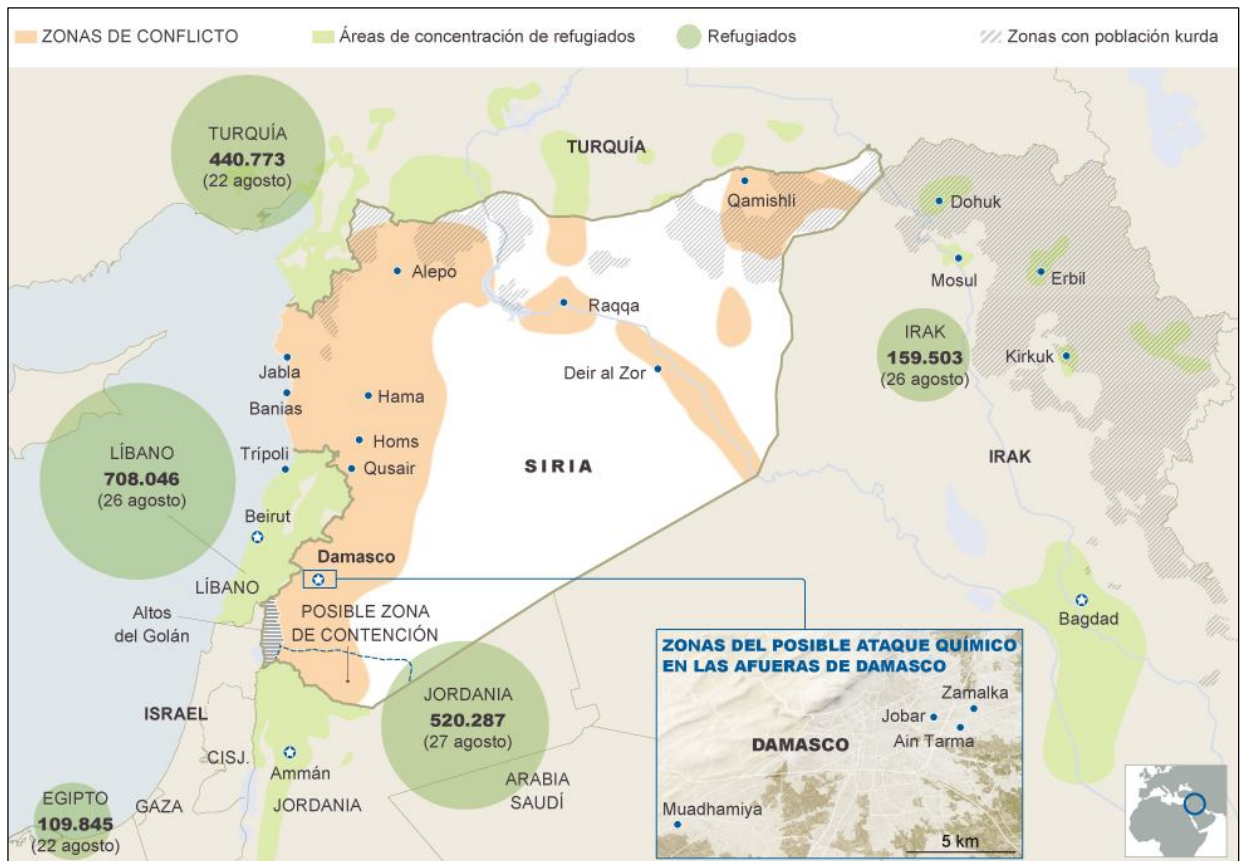 ZONAS DE CONFLICTO
Áreas de concentración de refugiados
Refugiados
Zonas con población kurda
TURQUÍA
440.773
(22 agosto)
TURQUÍA
Qamishli
Dohuk
Mosul
Erbil
Alepo
Raqqa
IRAK
159.503
(26 agosto)
Kirkuk
Jabla
Banias
Deir al Zor
Hama
Homs
Qusair
Trípoli
LÍBANO
708.046
(26 agosto)
SIRIA
IRAK
Beirut
Damasco
LÍBANO
Altos
del Golán
POSIBLE ZONA
DE CONTENCIÓN
Bagdad
JORDANIA
520.287
(27 agosto)
ISRAEL
CISJ.
Ammán
ARABIA
SAUDÍ
EGIPTO
109.845
(22 agosto)
GAZA
JORDANIA
ZONAS DEL POSIBLE ATAQUE QUÍMICO
EN LAS AFUERAS DE DAMASCO
Zamalka
Jobar
Ain Tarma
DAMASCO
Muadhamiya
5 km